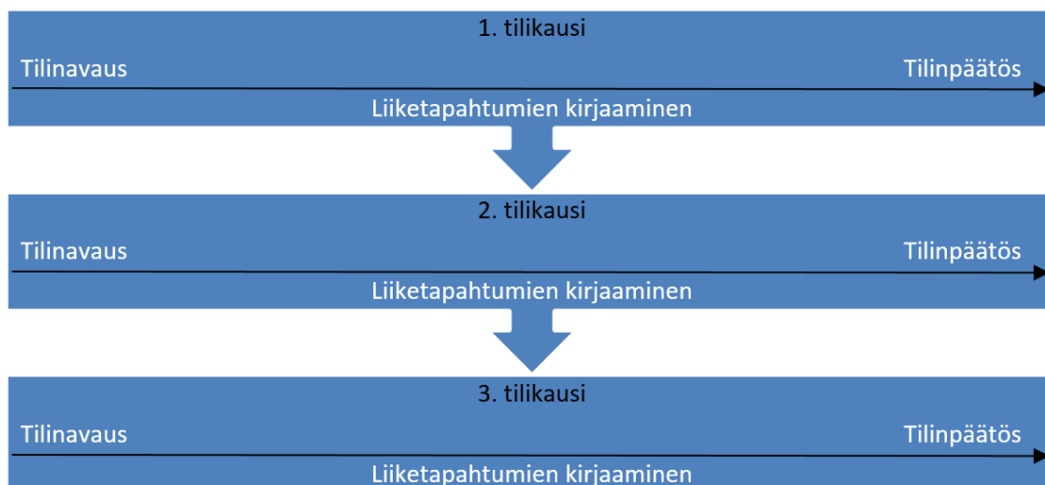 1. tilikausi
Tilinavaus Tilinpäätös
Liiketapahtumien kirjaaminen
2. tilikausi
Tilinavaus Tilinpäätös
Liiketapahtumien kirjaaminen
3. tilikausi
Tilinavaus Tilinpäätös
Liiketapahtumien kirjaaminen